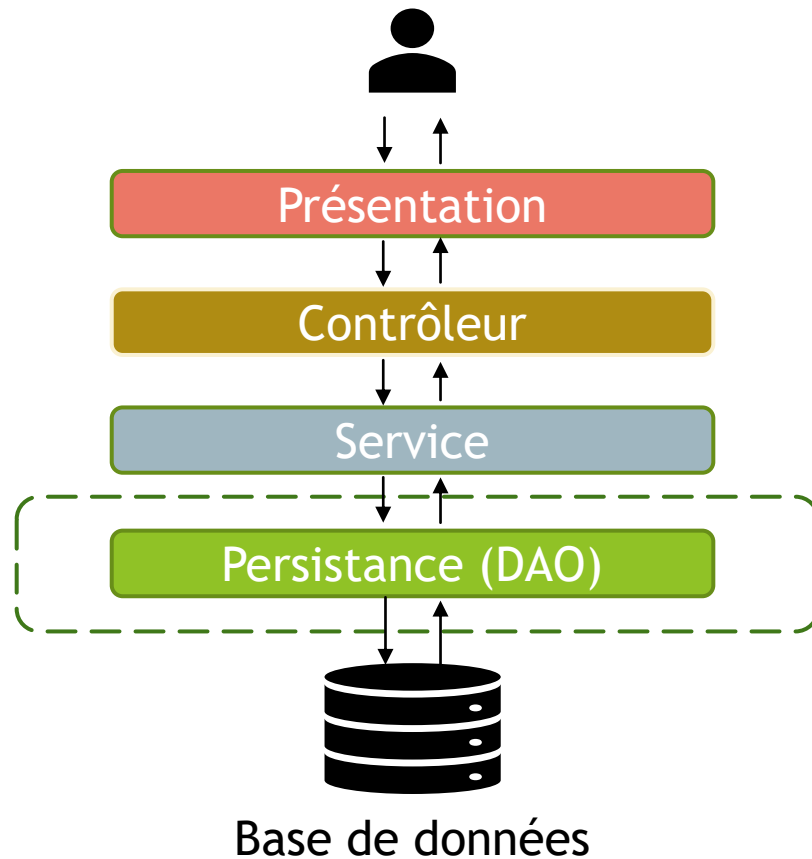 Présentation
Contrôleur
Service
Persistance (DAO)
Base de données